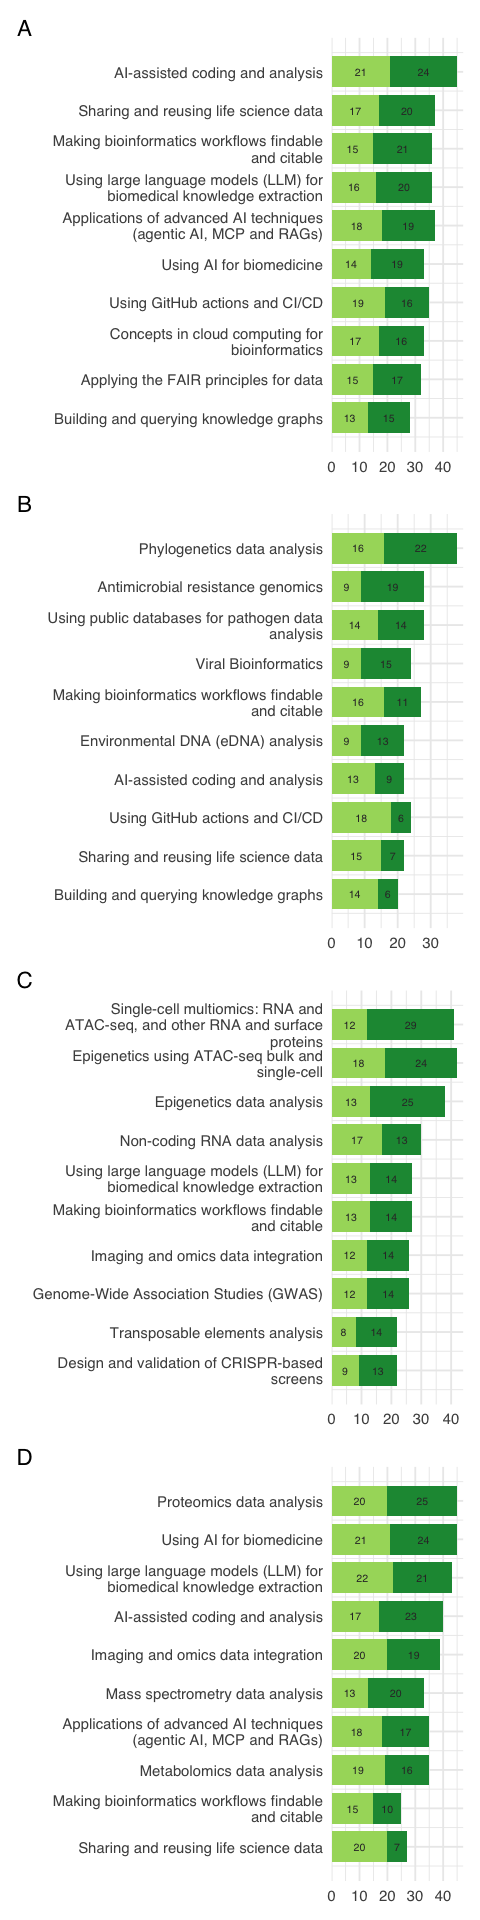 A
AI-assisted coding and analysis
21 24
Sharing and reusing life science data
17 20
Making bioinformatics workflows findable
and citable
15 21
Using large language models (LLM) for
biomedical knowledge extraction
16 20
Applications of advanced AI techniques
(agentic AI, MCP and RAGs)
18 19
Using AI for biomedicine
14 19
Using GitHub actions and CI/CD
19 16
Concepts in cloud computing for
bioinformatics
17 16
Applying the FAIR principles for data
15 17
Building and querying knowledge graphs
13 15
0 10 20 30 40
B
Phylogenetics data analysis
16 22
Antimicrobial resistance genomics
9 19
Using public databases for pathogen data
analysis
14 14
Viral Bioinformatics
9 15
Making bioinformatics workflows findable
and citable
16 11
Environmental DNA (eDNA) analysis
9 13
AI-assisted coding and analysis
13 9
Using GitHub actions and CI/CD
18 6
Sharing and reusing life science data
15 7
Building and querying knowledge graphs
14 6
0 10 20 30
C
Single-cell multiomics: RNA and
ATAC-seq, and other RNA and surface
proteins
12 29
Epigenetics using ATAC-seq bulk and
single-cell
18 24
Epigenetics data analysis
13 25
Non-coding RNA data analysis
17 13
Using large language models (LLM) for
biomedical knowledge extraction
13 14
Making bioinformatics workflows findable
and citable
13 14
Imaging and omics data integration
12 14
Genome-Wide Association Studies (GWAS)
12 14
Transposable elements analysis
8 14
Design and validation of CRISPR-based
screens
9 13
0 10 20 30 40
D
Proteomics data analysis
20 25
Using AI for biomedicine
21 24
Using large language models (LLM) for
biomedical knowledge extraction
22 21
AI-assisted coding and analysis
17 23
Imaging and omics data integration
20 19
Mass spectrometry data analysis
13 20
Applications of advanced AI techniques
(agentic AI, MCP and RAGs)
18 17
Metabolomics data analysis
19 16
Making bioinformatics workflows findable
and citable
15 10
Sharing and reusing life science data
20 7
0 10 20 30 40